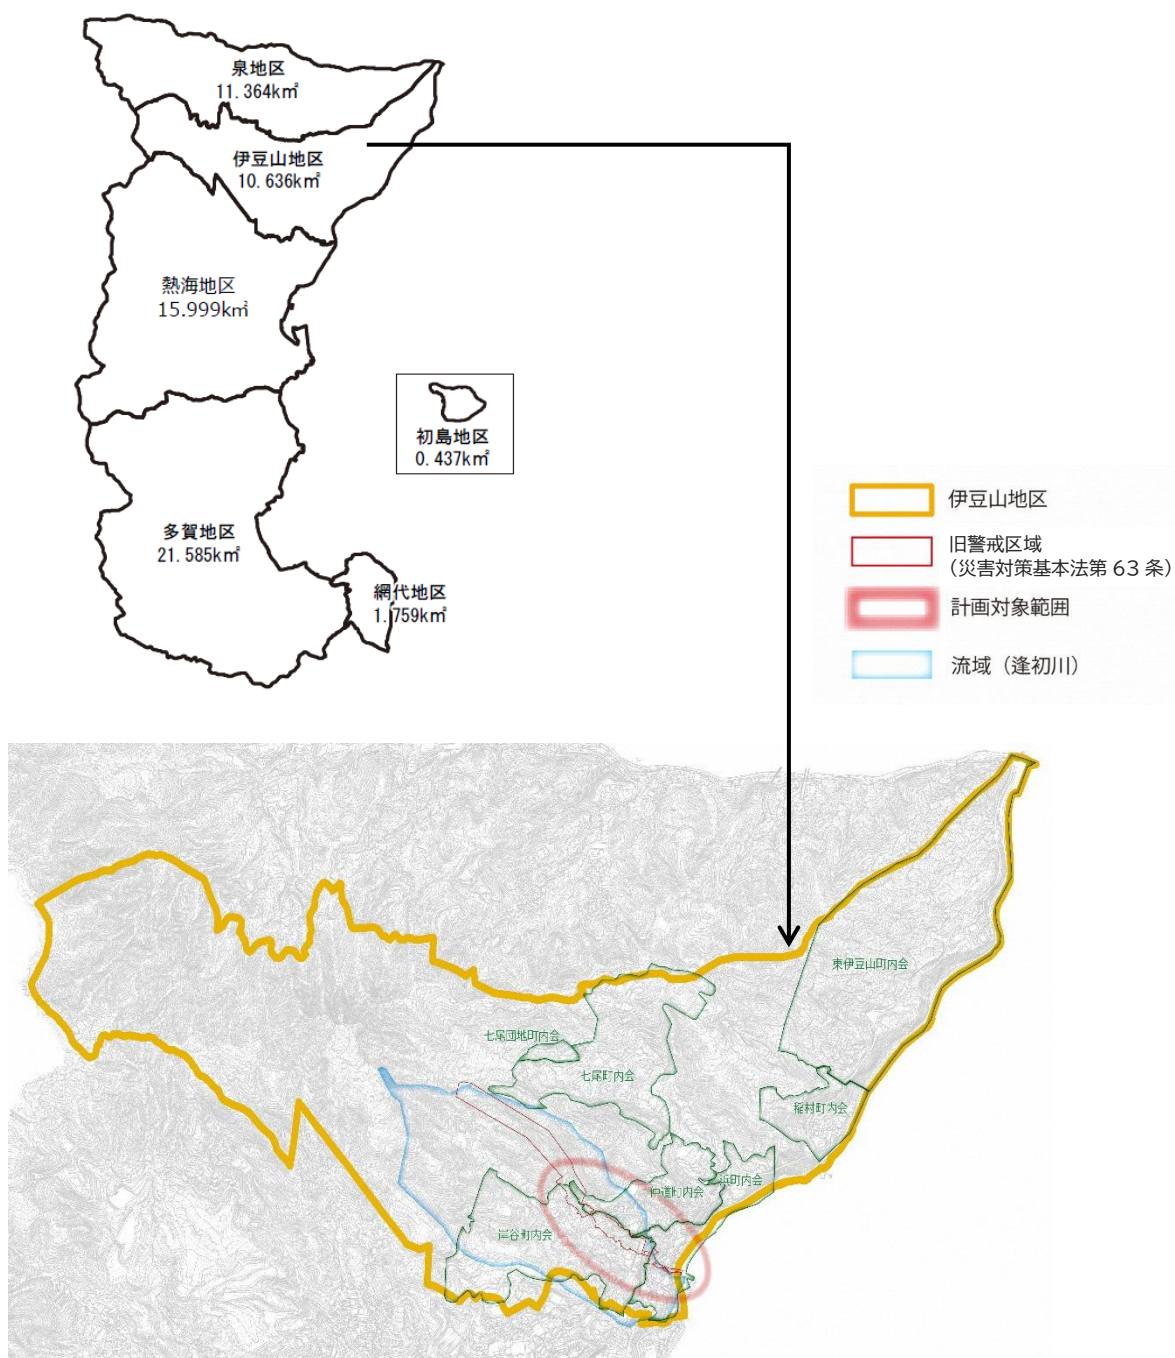 泉地区
11.364k㎡
伊豆山地区
10.636k㎡
熱海地区
15.999k㎡
初島地区
0.437k㎡
多賀地区
21.585k㎡
網代地区
1.759k㎡
伊豆山地区
旧警戒区域
(災害対策基本法第 63 条)
計画対象範囲
流域(逢初川)
東伊豆山町内会
七尾団地町内会
七尾町内会
稲村町内会
浜町内会
仲道町内会
岸谷町内会